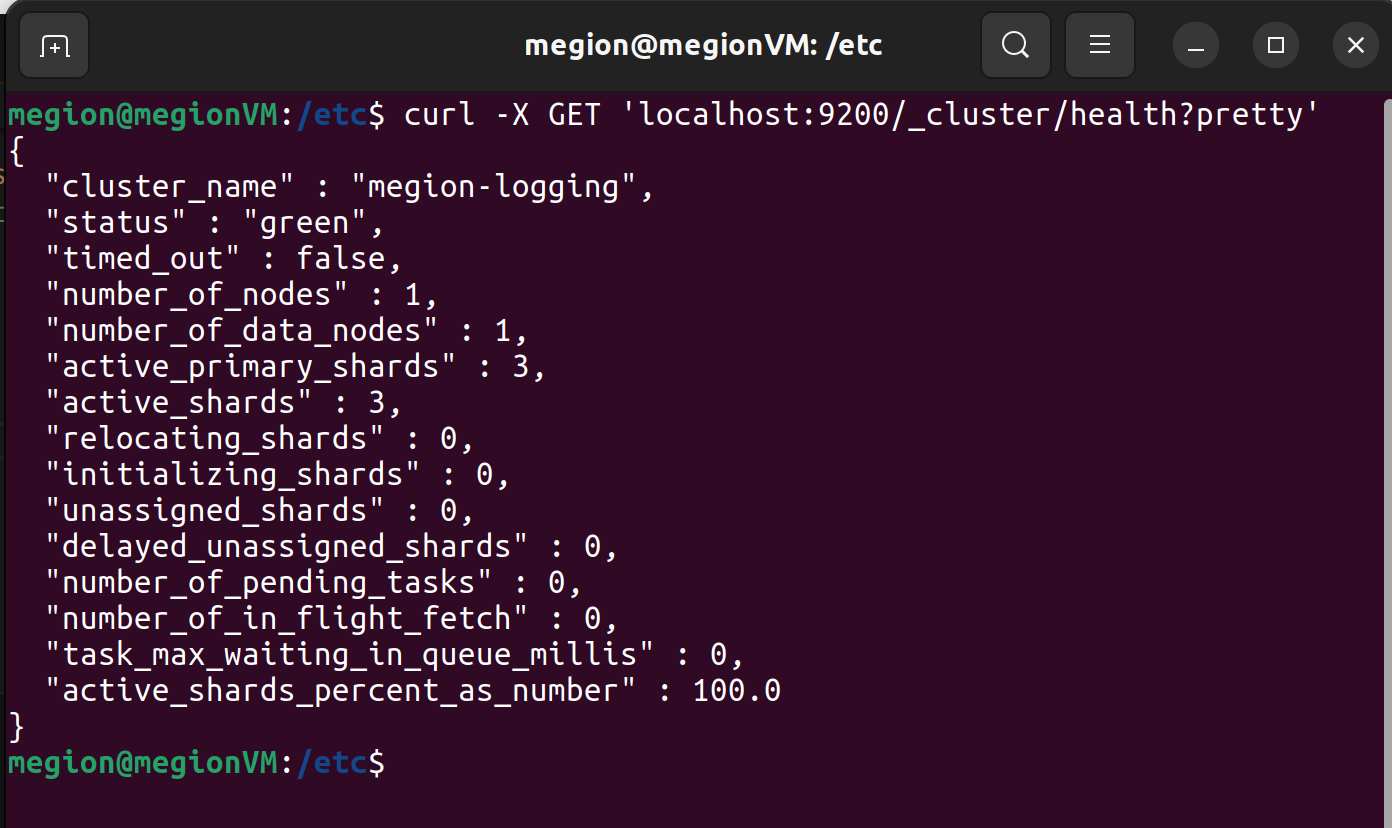 megion@megionVM: /etc
megion@megionVM:/etc$ curl -X GET 'localhost:9200/_cluster/health?pretty'
{
  "cluster_name" : "megion-logging",
  "status" : "green",
  "timed_out" : false,
  "number_of_nodes" : 1,
  "number_of_data_nodes" : 1,
  "active_primary_shards" : 3,
  "active_shards" : 3,
  "relocating_shards" : 0,
  "initializing_shards" : 0,
  "unassigned_shards" : 0,
  "delayed_unassigned_shards" : 0,
  "number_of_pending_tasks" : 0,
  "number_of_in_flight_fetch" : 0,
  "task_max_waiting_in_queue_millis" : 0,
  "active_shards_percent_as_number" : 100.0
}
megion@megionVM:/etc$